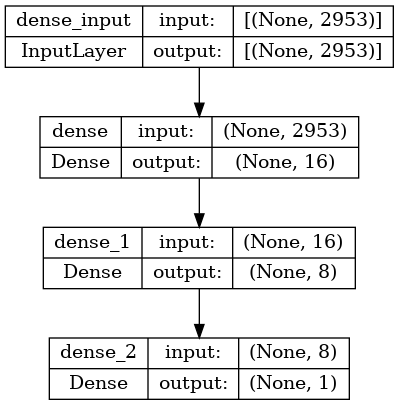 dense_input input: [(None, 2953)]
InputLayer output: [(None, 2953)]
dense input: (None, 2953)
Dense output: (None, 16)
dense_1 input: (None, 16)
Dense output: (None, 8)
dense_2 input: (None, 8)
Dense output: (None, 1)